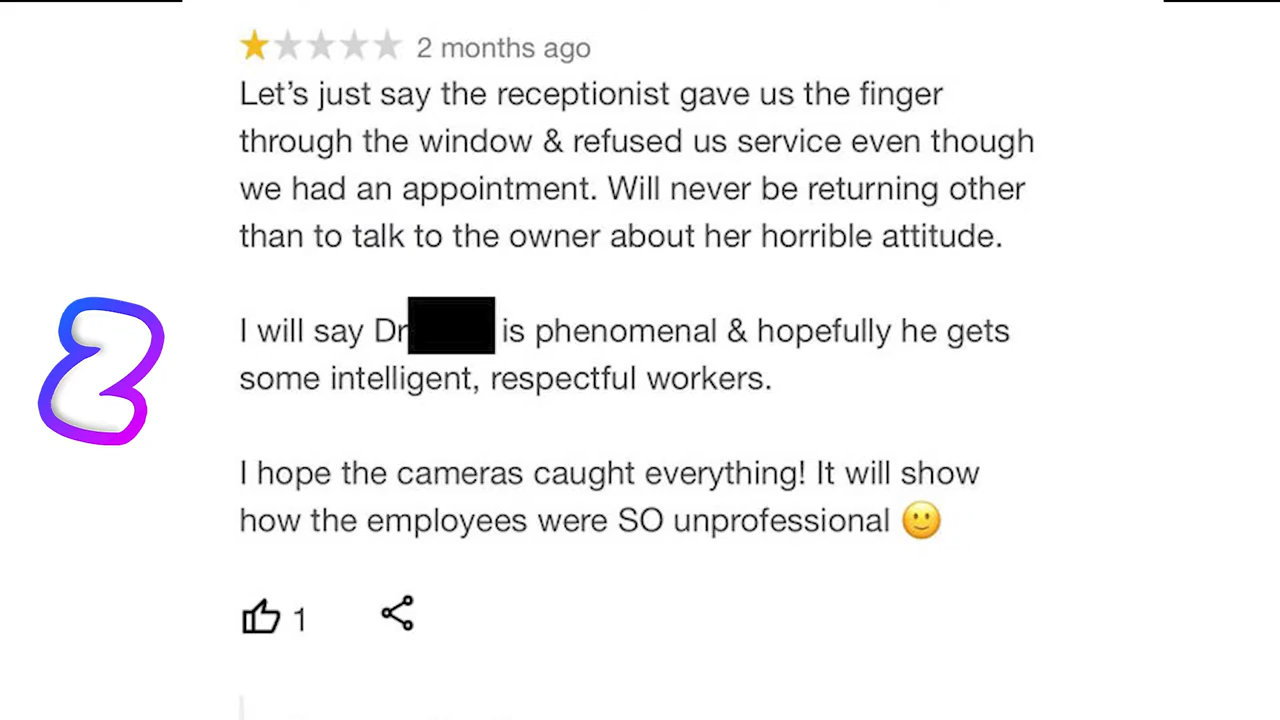 2 months ago
Let’s just say the receptionist gave us the finger
through the window & refused us service even though
we had an appointment. Will never be returning other
than to talk to the owner about her horrible attitude.
I will say Dr is phenomenal & hopefully he gets
some intelligent, respectful workers.
2
I hope the cameras caught everything! It will show
how the employees were SO unprofessional 🙂
1